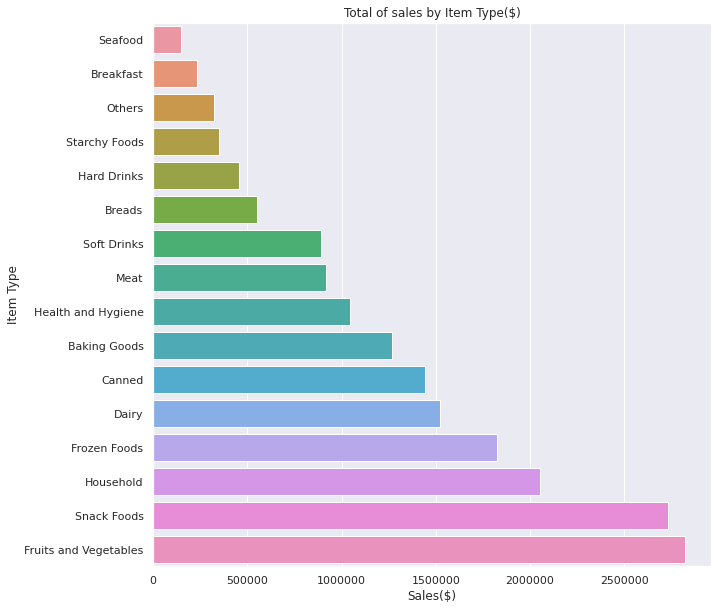 Total of sales by Item Type($)
Item Type
Seafood
Breakfast
Others
Starchy Foods
Hard Drinks
Breads
Soft Drinks
Meat
Health and Hygiene
Baking Goods
Canned
Dairy
Frozen Foods
Household
Snack Foods
Fruits and Vegetables
0 500000 1000000 1500000 2000000 2500000
Sales($)